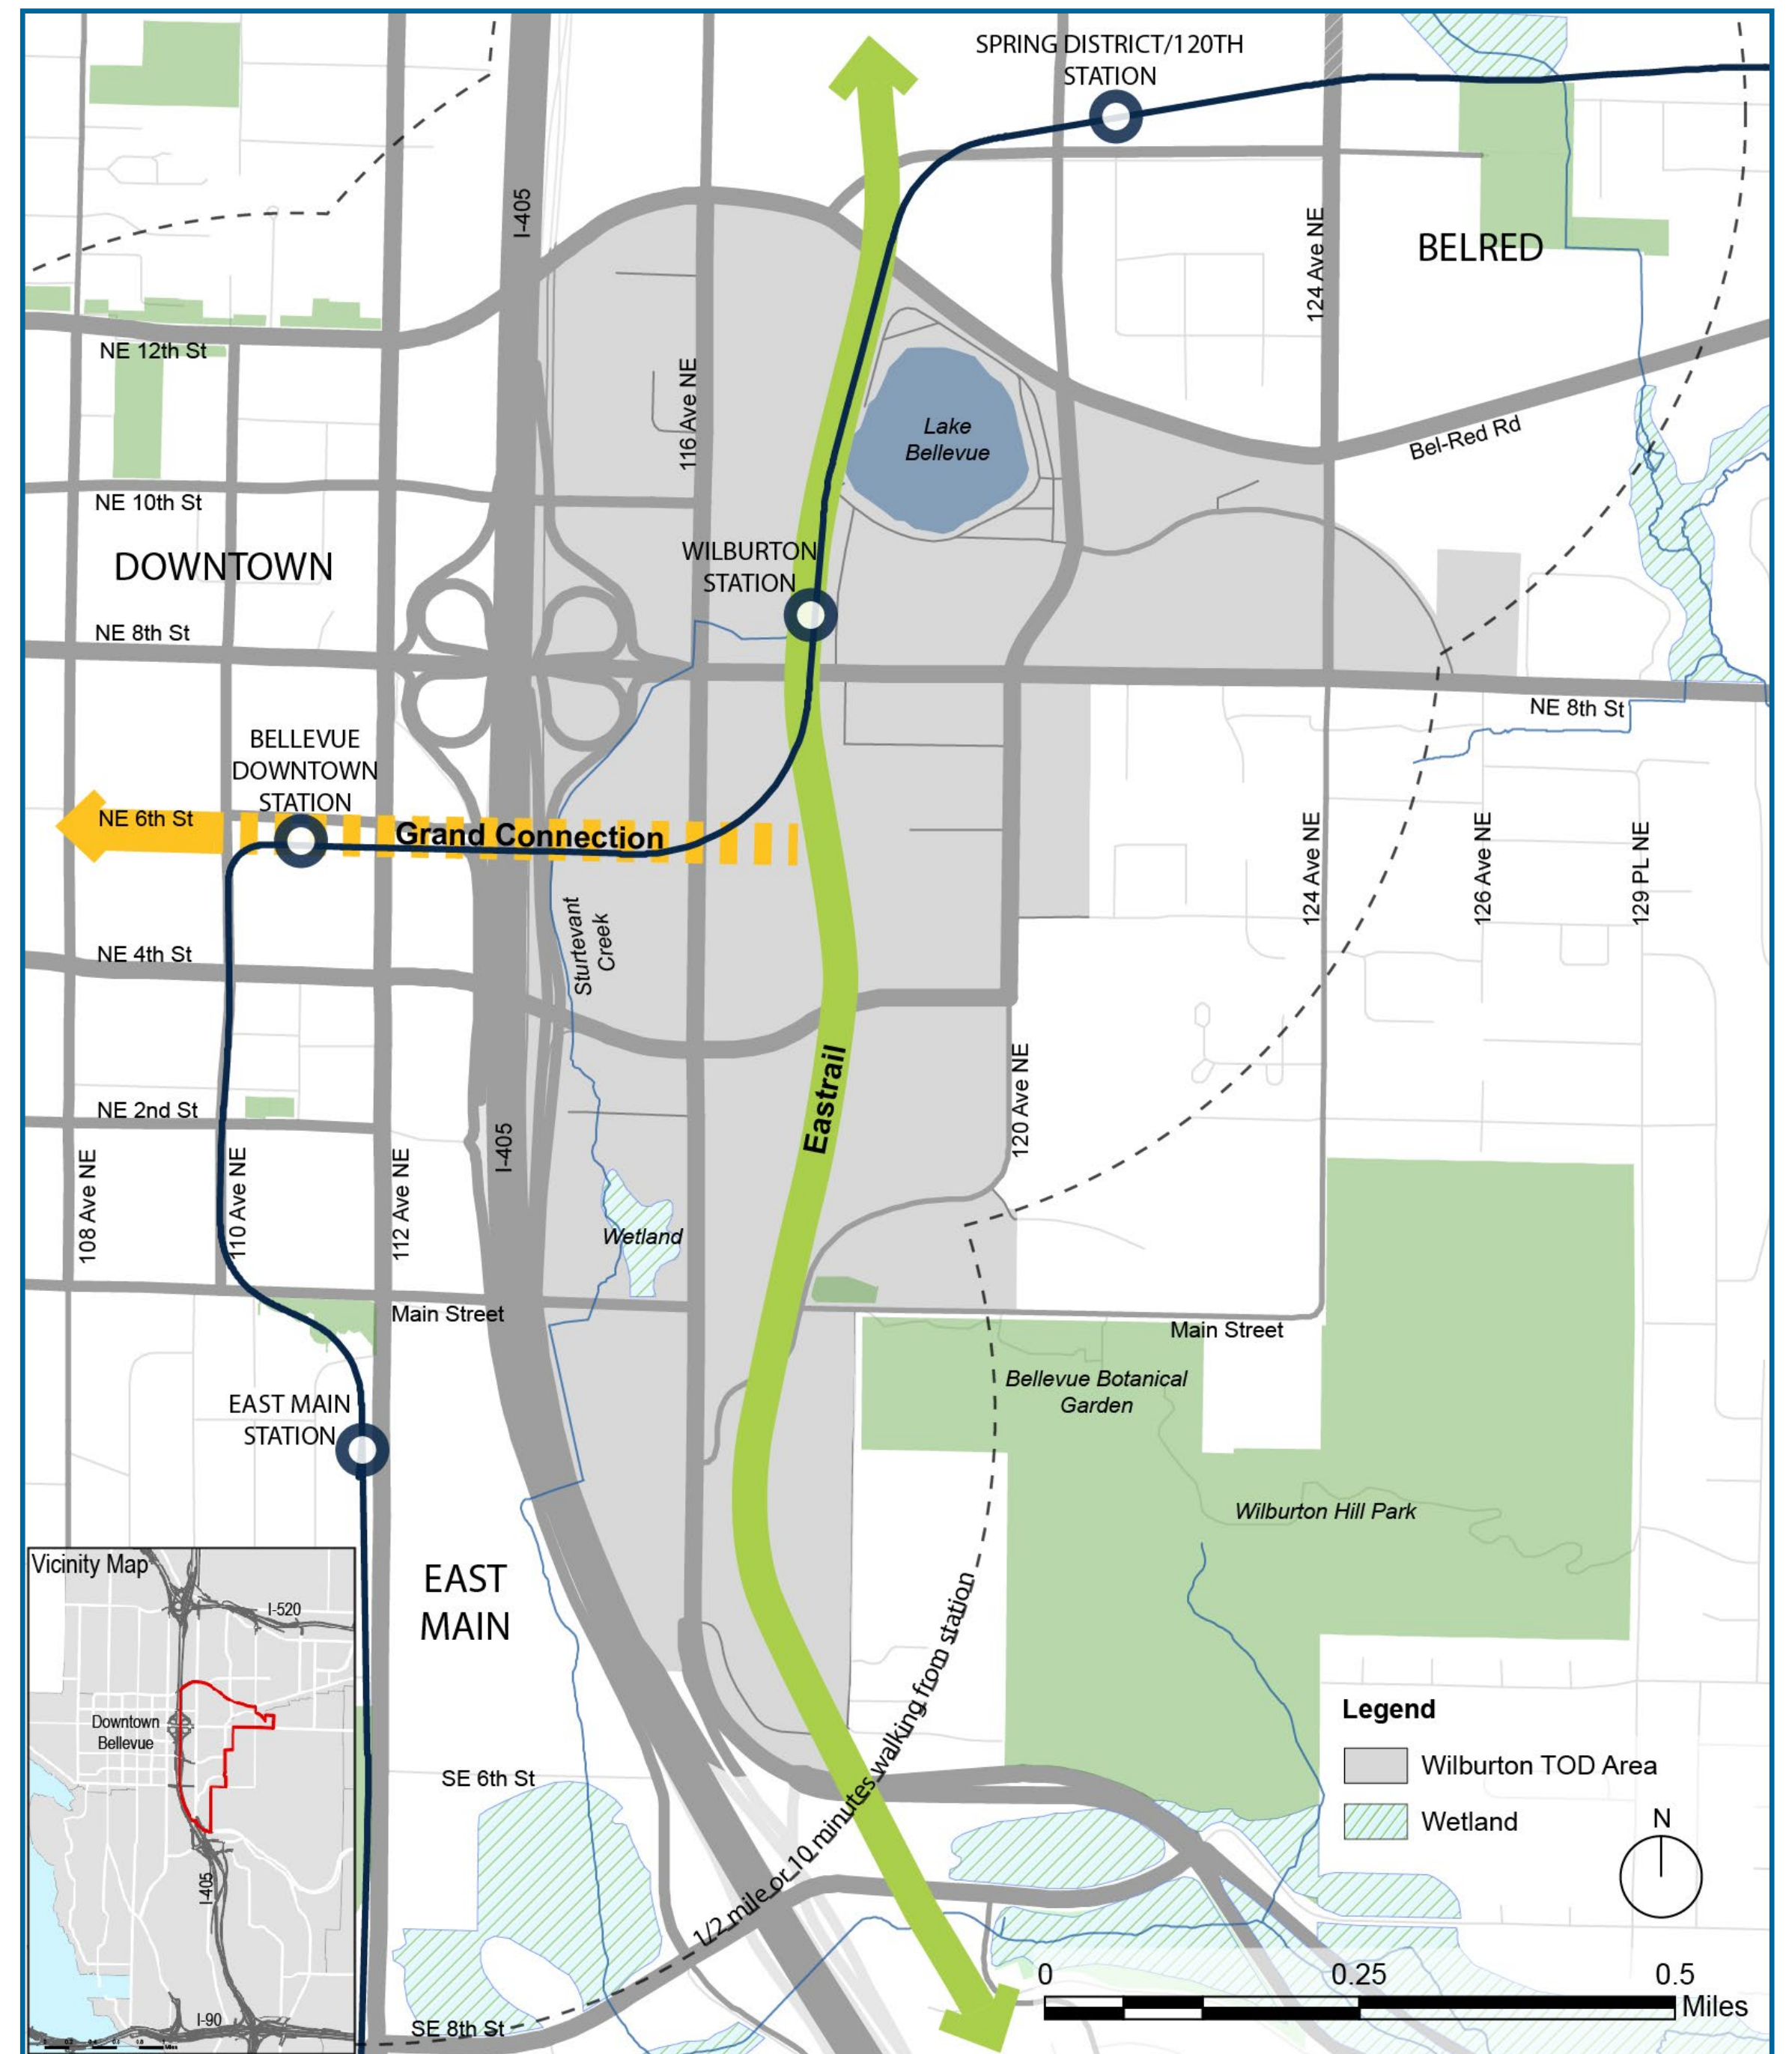 SPRING DISTRICT/120TH
STATION
I-405
124 Ave NE
BELRED
NE 12th St
116 Ave NE
Lake
Bellevue
Bel-Red Rd
NE 10th St
DOWNTOWN
WILBURTON
STATION
NE 8th St
NE 8th St
BELLEVUE
DOWNTOWN
STATION
NE 6th St
Grand Connection
Sturtevant
Creek
124 Ave NE
126 Ave NE
129 PL NE
NE 4th St
Eastrail
120 Ave NE
NE 2nd St
I-405
108 Ave NE
110 Ave NE
112 Ave NE
Wetland
Main Street
Main Street
Bellevue Botanical
Garden
EAST MAIN
STATION
Wilburton Hill Park
EAST
MAIN
1/2 mile or 10 minutes walking from station
SE 6th St
SE 8th St
Vicinity Map
I-520
Downtown
Bellevue
I-405
I-90
Legend
Wilburton TOD Area
Wetland
N
0 0.25 0.5
Miles